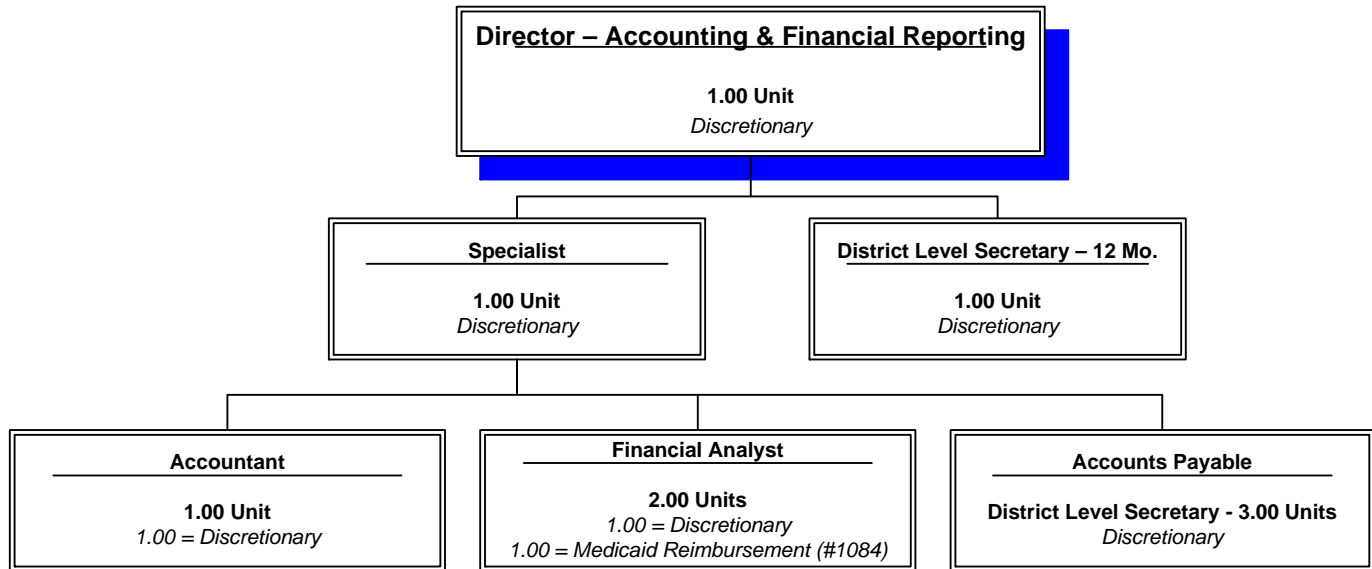 Director – Accounting & Financial Reporting
1.00 Unit
Discretionary
Specialist
1.00 Unit
Discretionary
District Level Secretary – 12 Mo.
1.00 Unit
Discretionary
Accountant
1.00 Unit
1.00 = Discretionary
Financial Analyst
2.00 Units
1.00 = Discretionary
1.00 = Medicaid Reimbursement (#1084)
Accounts Payable
District Level Secretary - 3.00 Units
Discretionary